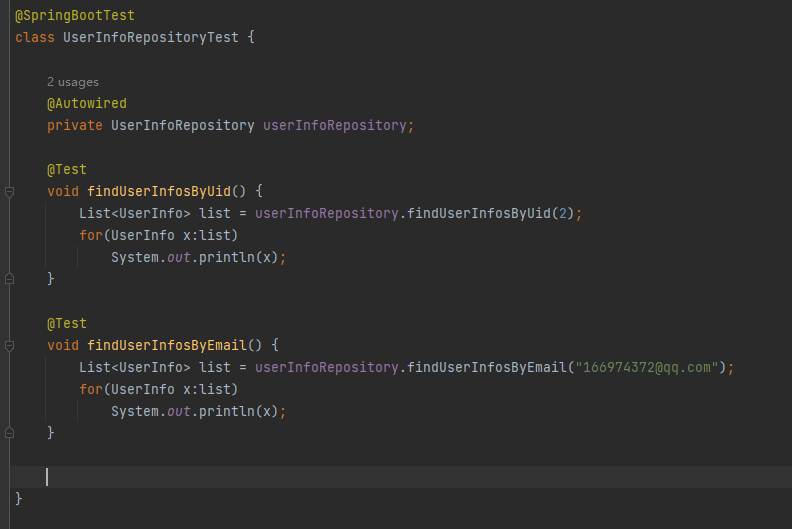 @SpringBootTest
class UserInfoRepositoryTest {
2 usages
@Autowired
private UserInfoRepository userInfoRepository;
@Test
void findUserInfosByUid() {
List<UserInfo> list = userInfoRepository.findUserInfosByUid(2);
for(UserInfo x:list)
System.out.println(x);
}
@Test
void findUserInfosByEmail() {
List<UserInfo> list = userInfoRepository.findUserInfosByEmail("166974372@qq.com");
for(UserInfo x:list)
System.out.println(x);
}
}